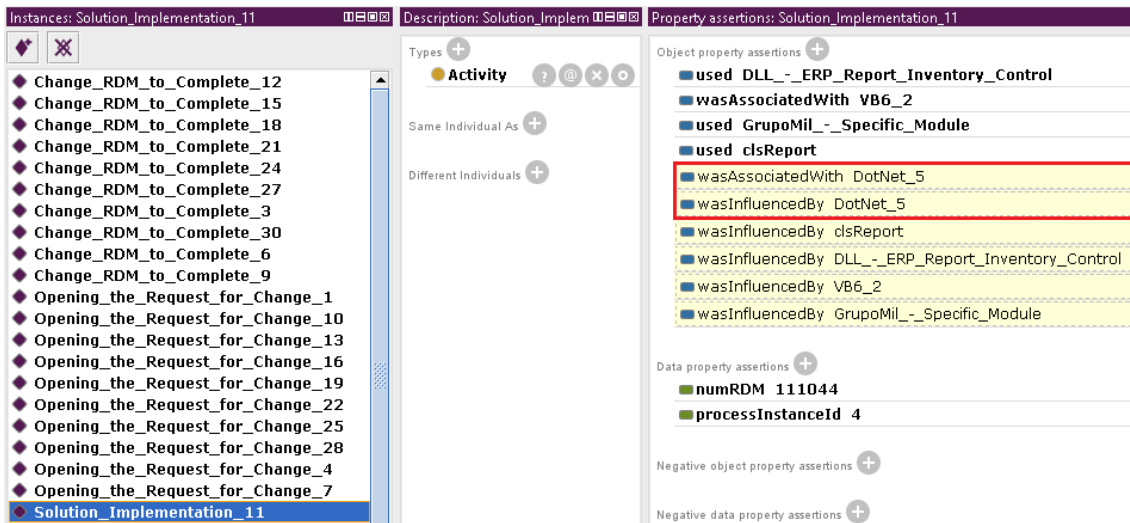 Instances: Solution_Implementation_11
Change_RDM_to_Complete_12
Change_RDM_to_Complete_15
Change_RDM_to_Complete_18
Change_RDM_to_Complete_21
Change_RDM_to_Complete_24
Change_RDM_to_Complete_27
Change_RDM_to_Complete_3
Change_RDM_to_Complete_30
Change_RDM_to_Complete_6
Change_RDM_to_Complete_9
Opening_the_Request_for_Change_1
Opening_the_Request_for_Change_10
Opening_the_Request_for_Change_13
Opening_the_Request_for_Change_16
Opening_the_Request_for_Change_19
Opening_the_Request_for_Change_22
Opening_the_Request_for_Change_25
Opening_the_Request_for_Change_28
Opening_the_Request_for_Change_4
Opening_the_Request_for_Change_7
Solution_Implementation_11
Description: Solution_Implem
Types
Activity
Same Individual As
Different Individuals
Property assertions: Solution_Implementation_11
Object property assertions
used DLL_-_ERP_Report_Inventory_Control
wasAssociatedWith VB6_2
used GrupoMil_-_Specific_Module
used clsReport
wasAssociatedWith DotNet_5
wasInfluencedBy DotNet_5
wasInfluencedBy clsReport
wasInfluencedBy DLL_-_ERP_Report_Inventory_Control
wasInfluencedBy VB6_2
wasInfluencedBy GrupoMil_-_Specific_Module
Data property assertions
numRDM 111044
processInstanceId 4
Negative object property assertions
Negative data property assertions